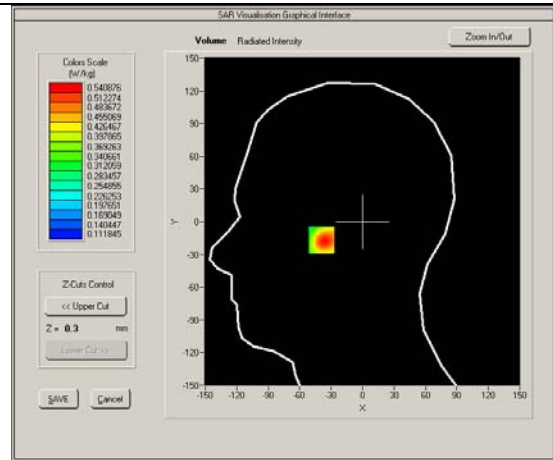 SAR Visualisation Graphical Interface
Volume Radiated Intensity
Zoom In/Out
Colors Scale
(W/kg)
0.540876
0.512274
0.483672
0.455069
0.426467
0.397865
0.369263
0.340661
0.312059
0.283457
0.254855
0.226253
0.197651
0.169049
0.140447
0.111845
Z-Cuts Control
<< Upper Cut
Z = 0.3 mm
Lower Cut >>
SAVE
Cancel
Y
150
120
90
60
30
0
-30
-60
-90
-120
-150
-150 -120 -90 -60 -30 0 30 60 90 120 150
X